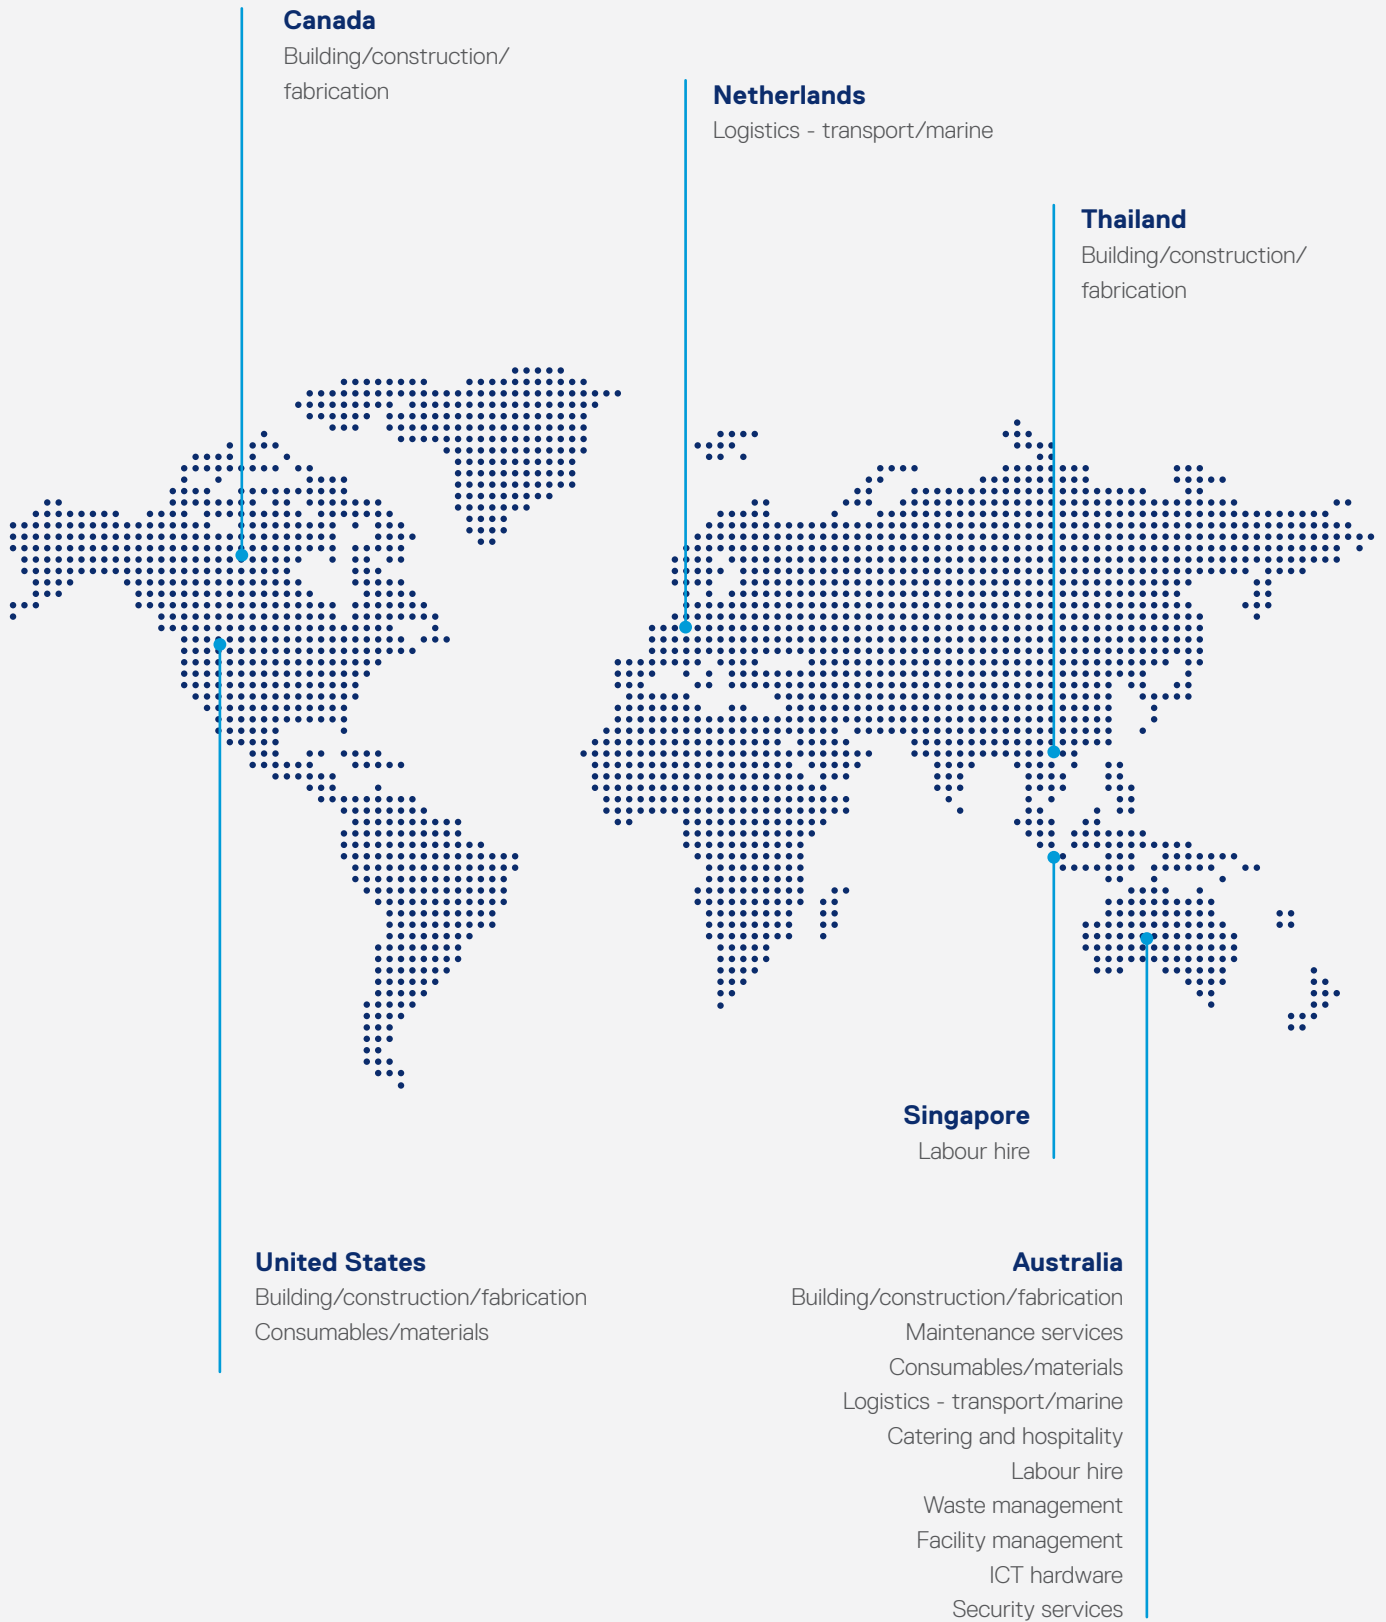 Canada
Building/construction/
fabrication
Netherlands
Logistics - transport/marine
Thailand
Building/construction/
fabrication
Singapore
Labour hire
United States
Building/construction/fabrication
Consumables/materials
Australia
Building/construction/fabrication
Maintenance services
Consumables/materials
Logistics - transport/marine
Catering and hospitality
Labour hire
Waste management
Facility management
ICT hardware
Security services